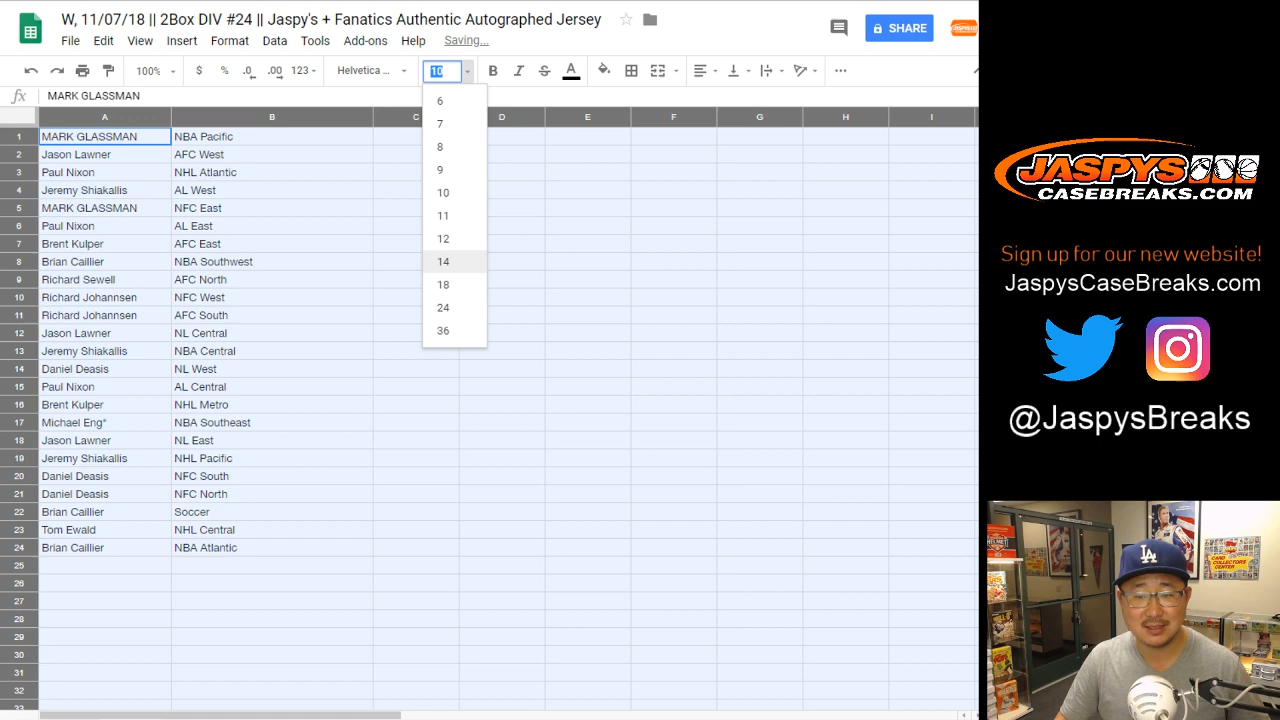 W, 11/07/18 || 2Box DIV #24 || Jaspy's + Fanatics Authentic Autographed Jersey
File Edit View Insert Format Data Tools Add-ons Help Saving...
SHARE
100% $ % .0 .00 123 Helvetica ... 10 B I S A
fx MARK GLASSMAN
A B C D E F G H I
1 MARK GLASSMAN NBA Pacific
2 Jason Lawner AFC West
3 Paul Nixon NHL Atlantic
4 Jeremy Shiakallis AL West
5 MARK GLASSMAN NFC East
6 Paul Nixon AL East
7 Brent Kulper AFC East
8 Brian Caillier NBA Southwest
9 Richard Sewell AFC North
10 Richard Johannsen NFC West
11 Richard Johannsen AFC South
12 Jason Lawner NL Central
13 Jeremy Shiakallis NBA Central
14 Daniel Deasis NL West
15 Paul Nixon AL Central
16 Brent Kulper NHL Metro
17 Michael Eng* NBA Southeast
18 Jason Lawner NL East
19 Jeremy Shiakallis NHL Pacific
20 Daniel Deasis NFC South
21 Daniel Deasis NFC North
22 Brian Caillier Soccer
23 Tom Ewald NHL Central
24 Brian Caillier NBA Atlantic
25
26
27
28
29
30
31
32
33
6
7
8
9
10
11
12
14
18
24
36
JASPYS
CASEBREAKS.COM
Sign up for our new website!
JaspysCaseBreaks.com
@JaspysBreaks
HELMET
CARD
COLLECTORS
CENTER
LA